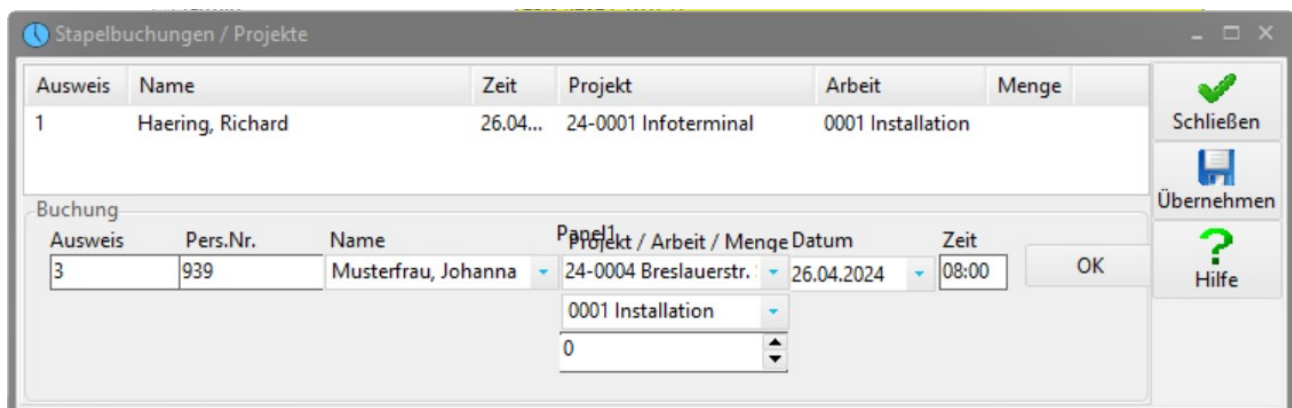 Stapelbuchungen / Projekte
Ausweis Name Zeit Projekt Arbeit Menge
1 Haering, Richard 26.04... 24-0001 Infoterminal 0001 Installation
Schließen
Übernehmen
Hilfe
Buchung
Ausweis Pers.Nr. Name Panel1 Projekt / Arbeit / Menge Datum Zeit
3 939 Musterfrau, Johanna 24-0004 Breslauerstr. 26.04.2024 08:00 OK
0001 Installation
0